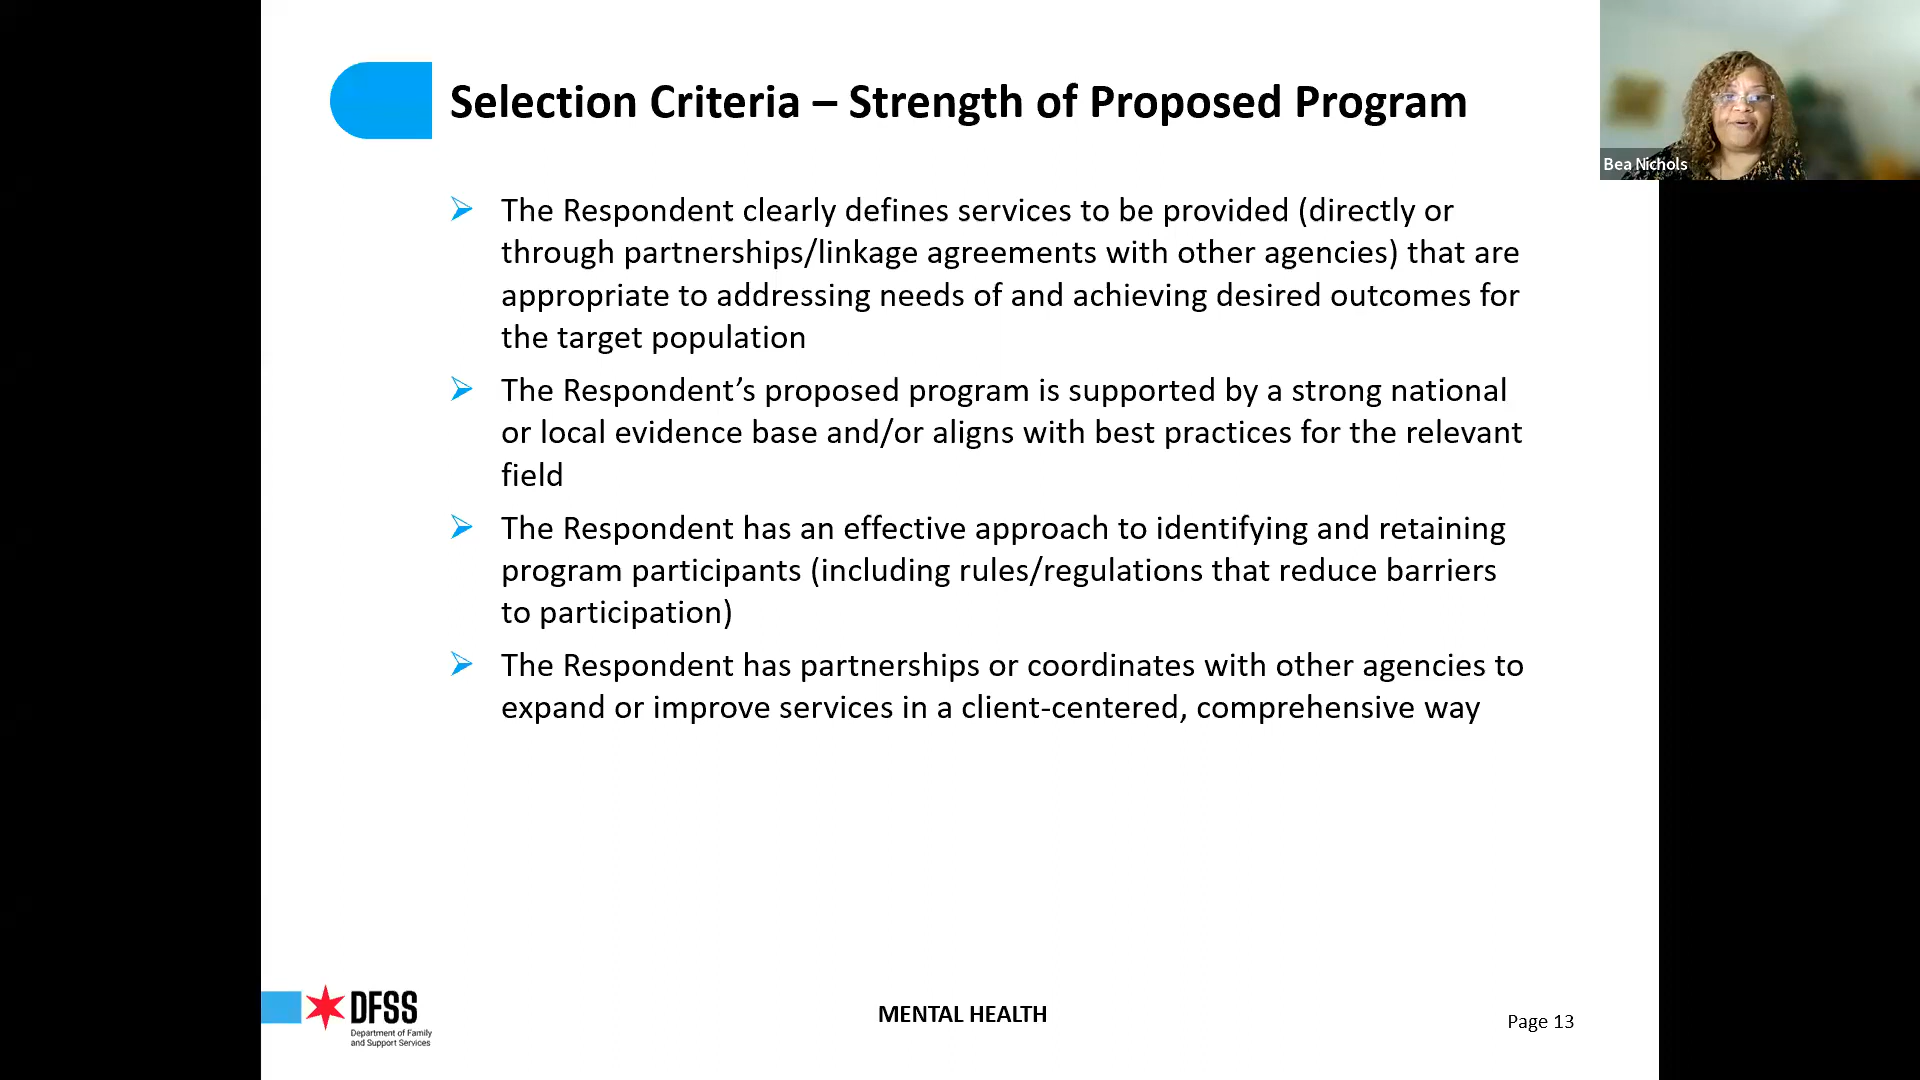 Selection Criteria – Strength of Proposed Program
Bea Nichols
The Respondent clearly defines services to be provided (directly or
through partnerships/linkage agreements with other agencies) that are
appropriate to addressing needs of and achieving desired outcomes for
the target population
The Respondent’s proposed program is supported by a strong national
or local evidence base and/or aligns with best practices for the relevant
field
The Respondent has an effective approach to identifying and retaining
program participants (including rules/regulations that reduce barriers
to participation)
The Respondent has partnerships or coordinates with other agencies to
expand or improve services in a client-centered, comprehensive way
DFSS
Department of Family
and Support Services
MENTAL HEALTH
Page 13